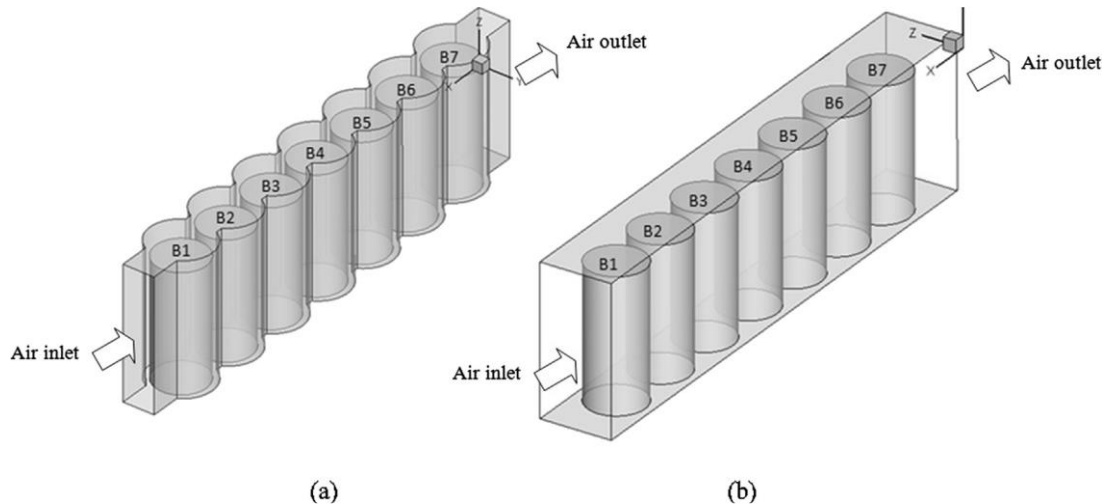 Z
Air outlet
B7
X
Y
B6
B5
B4
B3
B2
B1
Air inlet
(a)
Z
X
Air outlet
B7
B6
B5
B4
B3
B2
B1
Air inlet
(b)